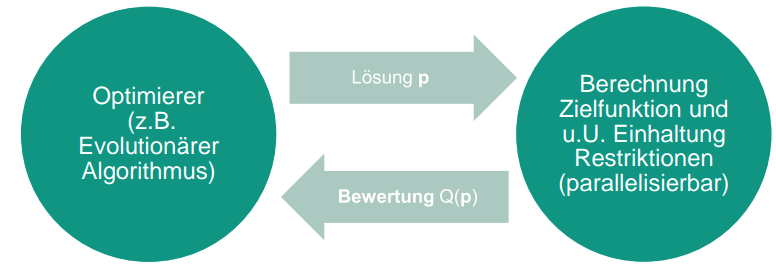 Optimierer
(z.B.
Evolutionärer
Algorithmus)
Lösung p
Bewertung Q(p)
Berechnung
Zielfunktion und
u.U. Einhaltung
Restriktionen
(parallelisierbar)